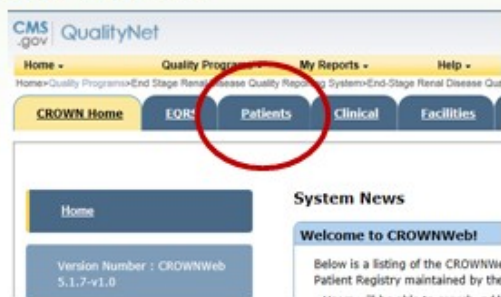 CMS .gov QualityNet
Home Quality Programs My Reports Help
Home>Quality Programs>End Stage Renal Disease Quality Reporting System>End-Stage Renal Disease Qua
CROWN Home EQRS Patients Clinical Facilities
Home
System News
Welcome to CROWNWeb!
Version Number : CROWNWeb
5.1.7-v1.0
Below is a listing of the CROWNWe
Patient Registry maintained by the